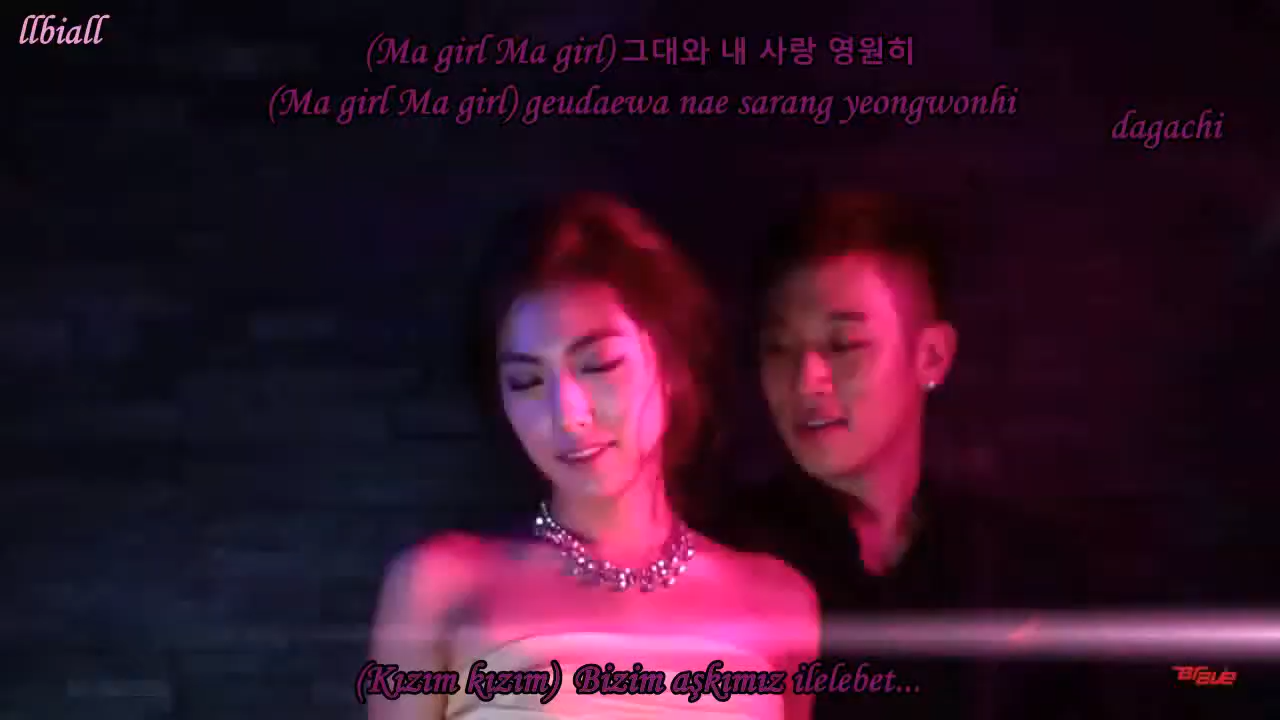 llbiall
(Ma girl Ma girl) 그대와 내 사랑 영원히
(Ma girl Ma girl) geudaewa nae sarang yeongwonhi
dagachi
(Kızım kızım) Bizim aşkımız ilelebet...
Brave